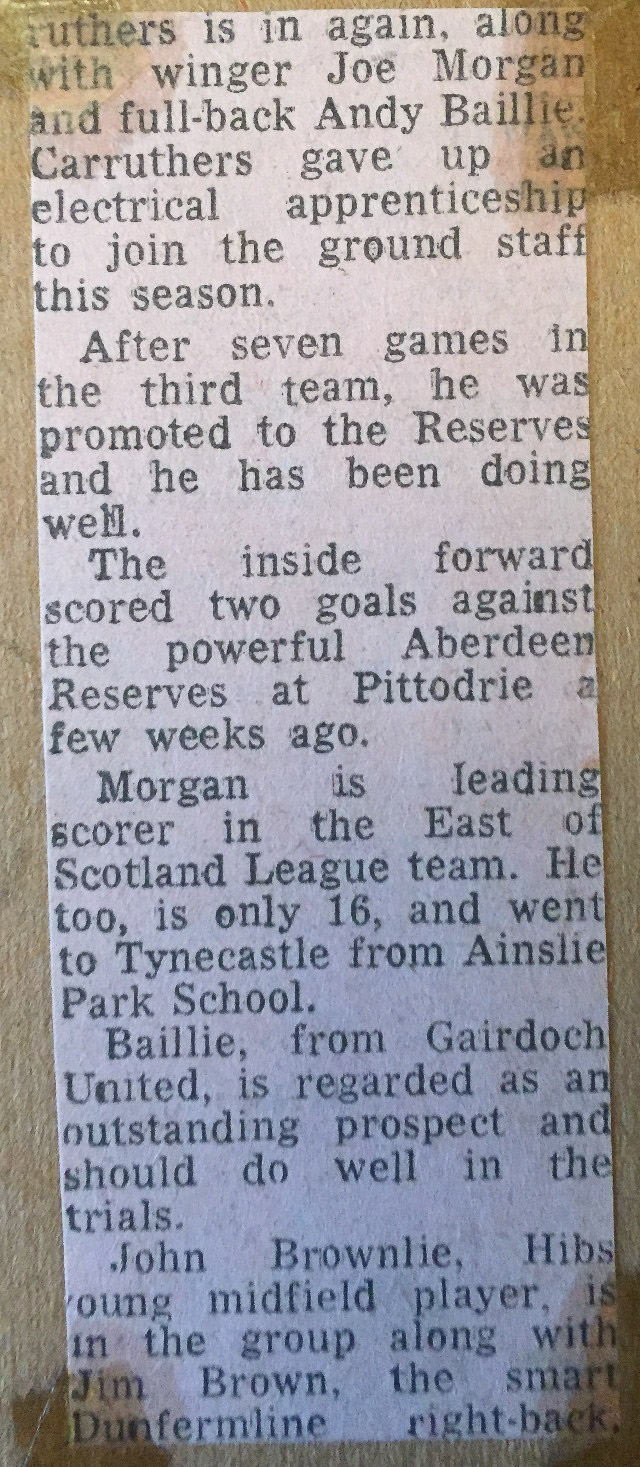 ruthers is in again, along
with winger Joe Morgan
and full-back Andy Baillie.
Carruthers gave up an
electrical apprenticeship
to join the ground staff
this season.
After seven games in
the third team, he was
promoted to the Reserves
and he has been doing
well.
The inside forward
scored two goals against
the powerful Aberdeen
Reserves at Pittodrie a
few weeks ago.
Morgan is leading
scorer in the East of
Scotland League team. He
too, is only 16, and went
to Tynecastle from Ainslie
Park School.
Baillie, from Gairdoch
United, is regarded as an
outstanding prospect and
should do well in the
trials.
John Brownlie, Hibs
oung midfield player, is
in the group along with
Jim Brown, the smart
Dunfermline right-back.